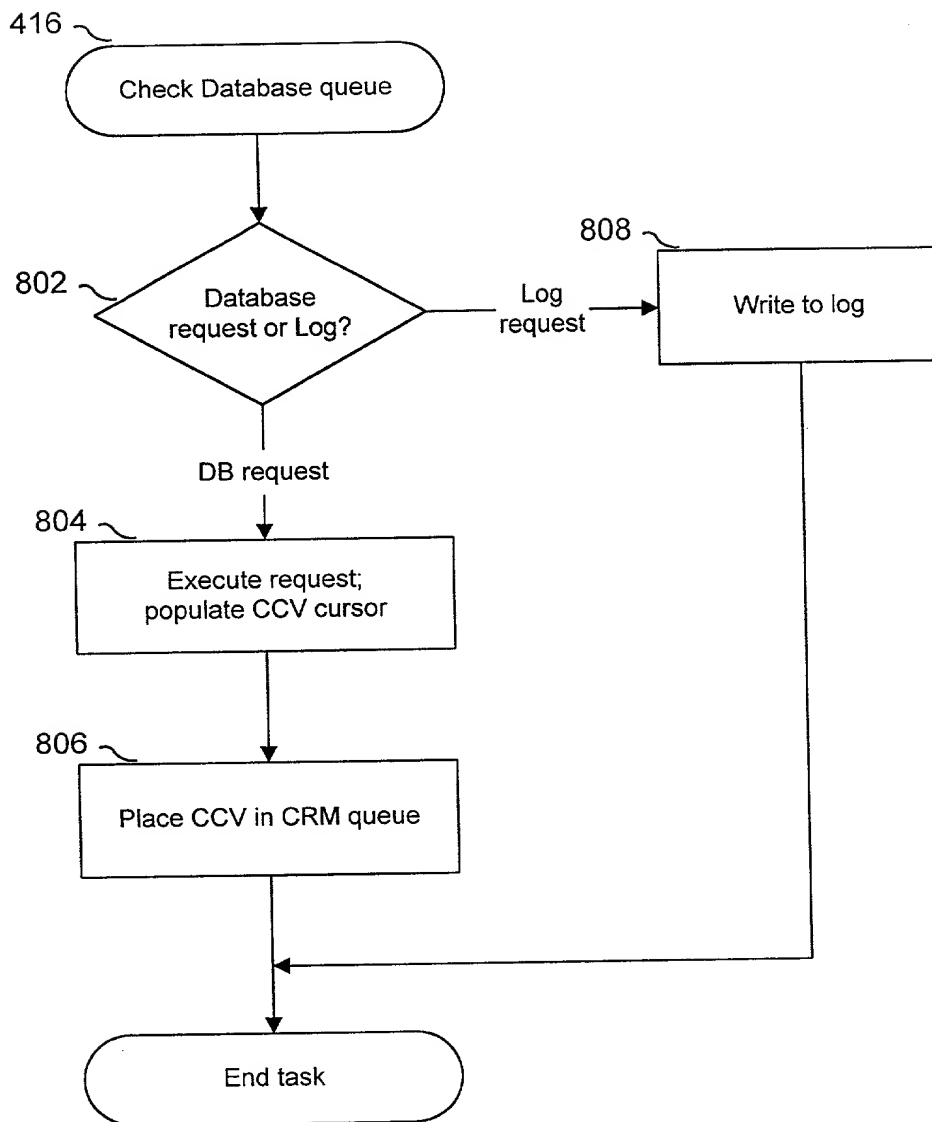 416
Check Database queue
802
Database
request or Log?
Log
request
808
Write to log
DB request
804
Execute request;
populate CCV cursor
806
Place CCV in CRM queue
End task